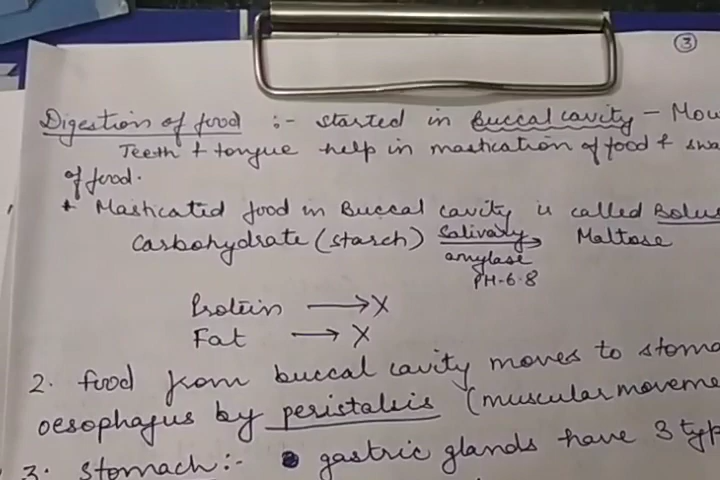 3
Digestion of food :- started in Buccal cavity - Mou
Teeth + tongue help in mastication of food & swa
of food.
* Masticated food in Buccal cavity is called Bolus
Carbohydrate (starch) Salivary amylase PH-6.8 → Maltose
Protein → X
Fat → X
2. food from buccal cavity moves to stoma
oesophagus by peristalsis (muscular moveme
3. Stomach:- gastric glands have 3 typ